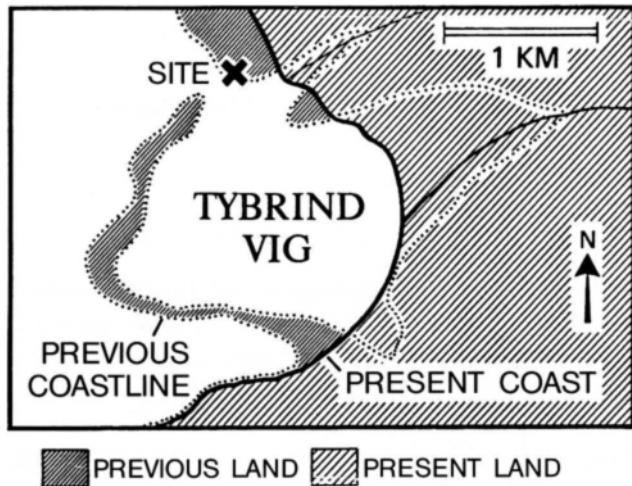 SITE
1 KM
TYBRIND
VIG
N
PREVIOUS
COASTLINE
PRESENT COAST
PREVIOUS LAND
PRESENT LAND